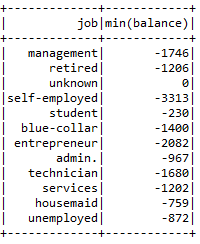 +-------------+------------+
|          job|min(balance)|
+-------------+------------+
|   management|       -1746|
|      retired|       -1206|
|      unknown|           0|
|self-employed|       -3313|
|      student|        -230|
|  blue-collar|       -1400|
| entrepreneur|       -2082|
|       admin.|        -967|
|   technician|       -1680|
|     services|       -1202|
|    housemaid|        -759|
|   unemployed|        -872|
+-------------+------------+